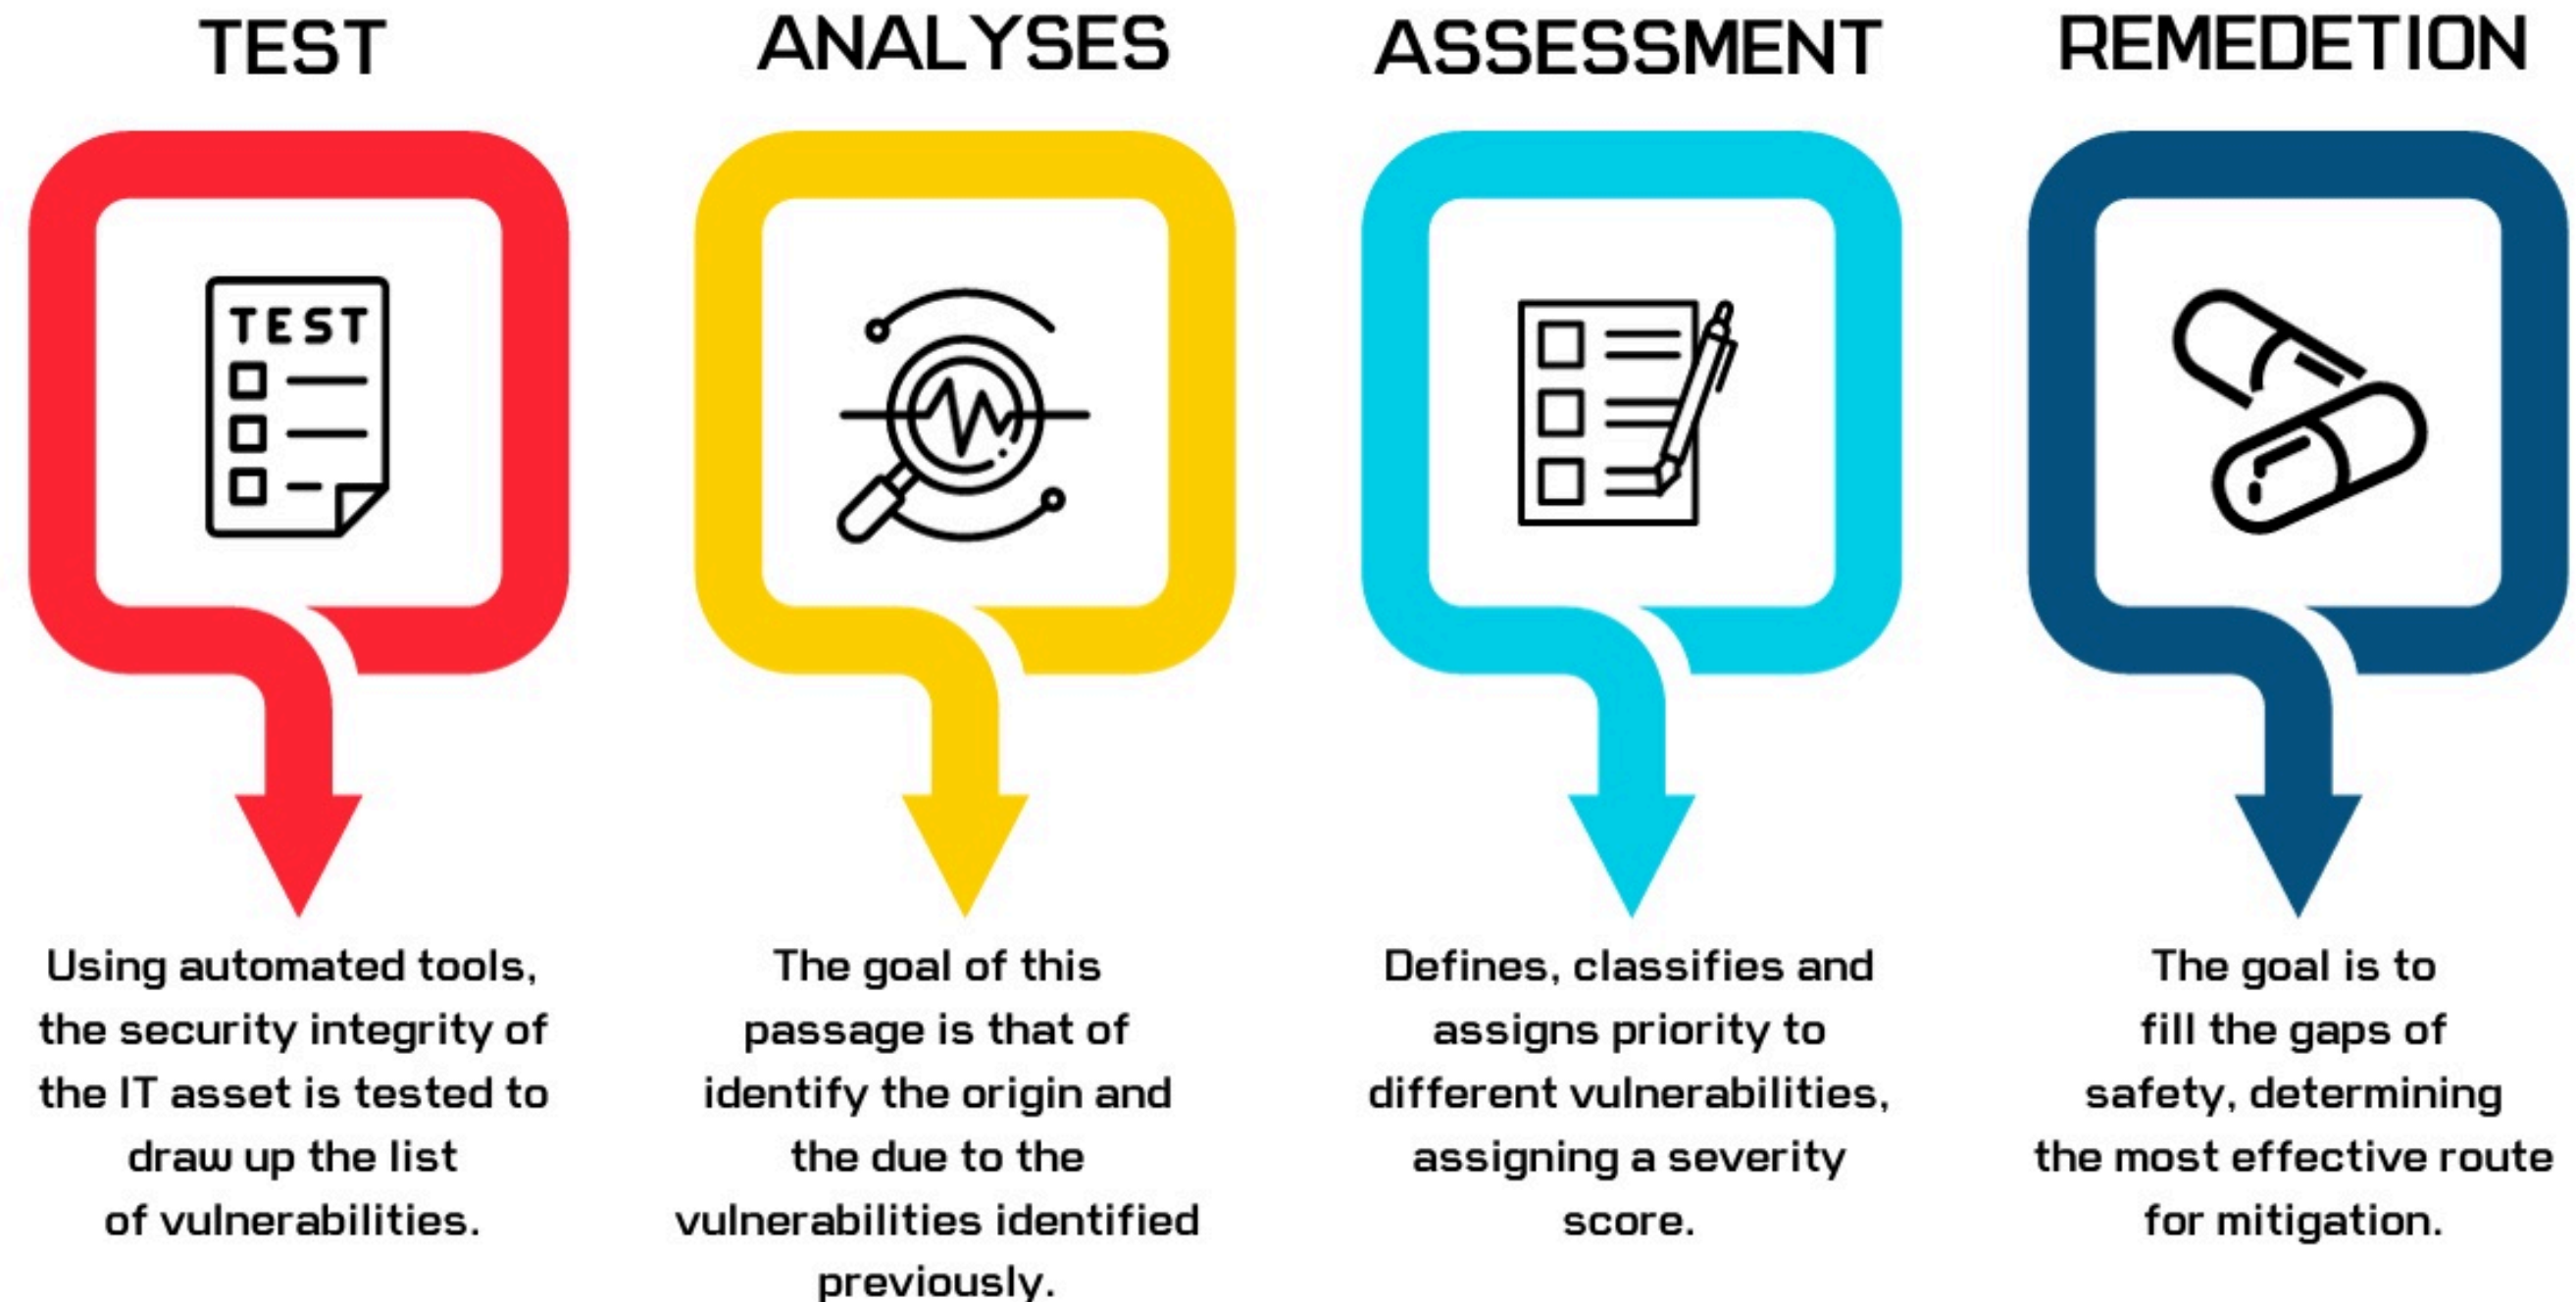 TEST
TEST
Using automated tools,
the security integrity of
the IT asset is tested to
draw up the list
of vulnerabilities.
ANALYSES
The goal of this
passage is that of
identify the origin and
the due to the
vulnerabilities identified
previously.
ASSESSMENT
Defines, classifies and
assigns priority to
different vulnerabilities,
assigning a severity
score.
REMEDETION
The goal is to
fill the gaps of
safety, determining
the most effective route
for mitigation.